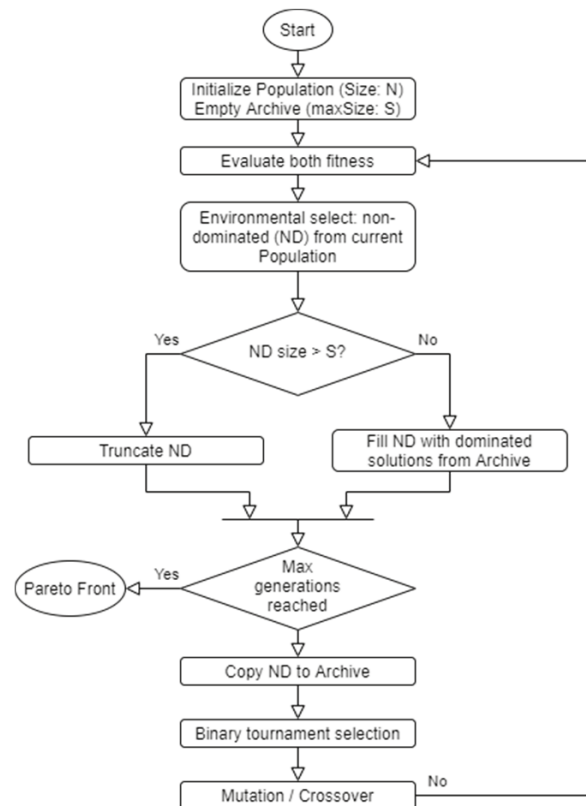 Start
Initialize Population (Size: N)
Empty Archive (maxSize: S)
Evaluate both fitness
Environmental select: non-
dominated (ND) from current
Population
Yes
ND size > S?
No
Truncate ND
Fill ND with dominated
solutions from Archive
Pareto Front
Yes
Max
generations
reached
Copy ND to Archive
Binary tournament selection
Mutation / Crossover
No